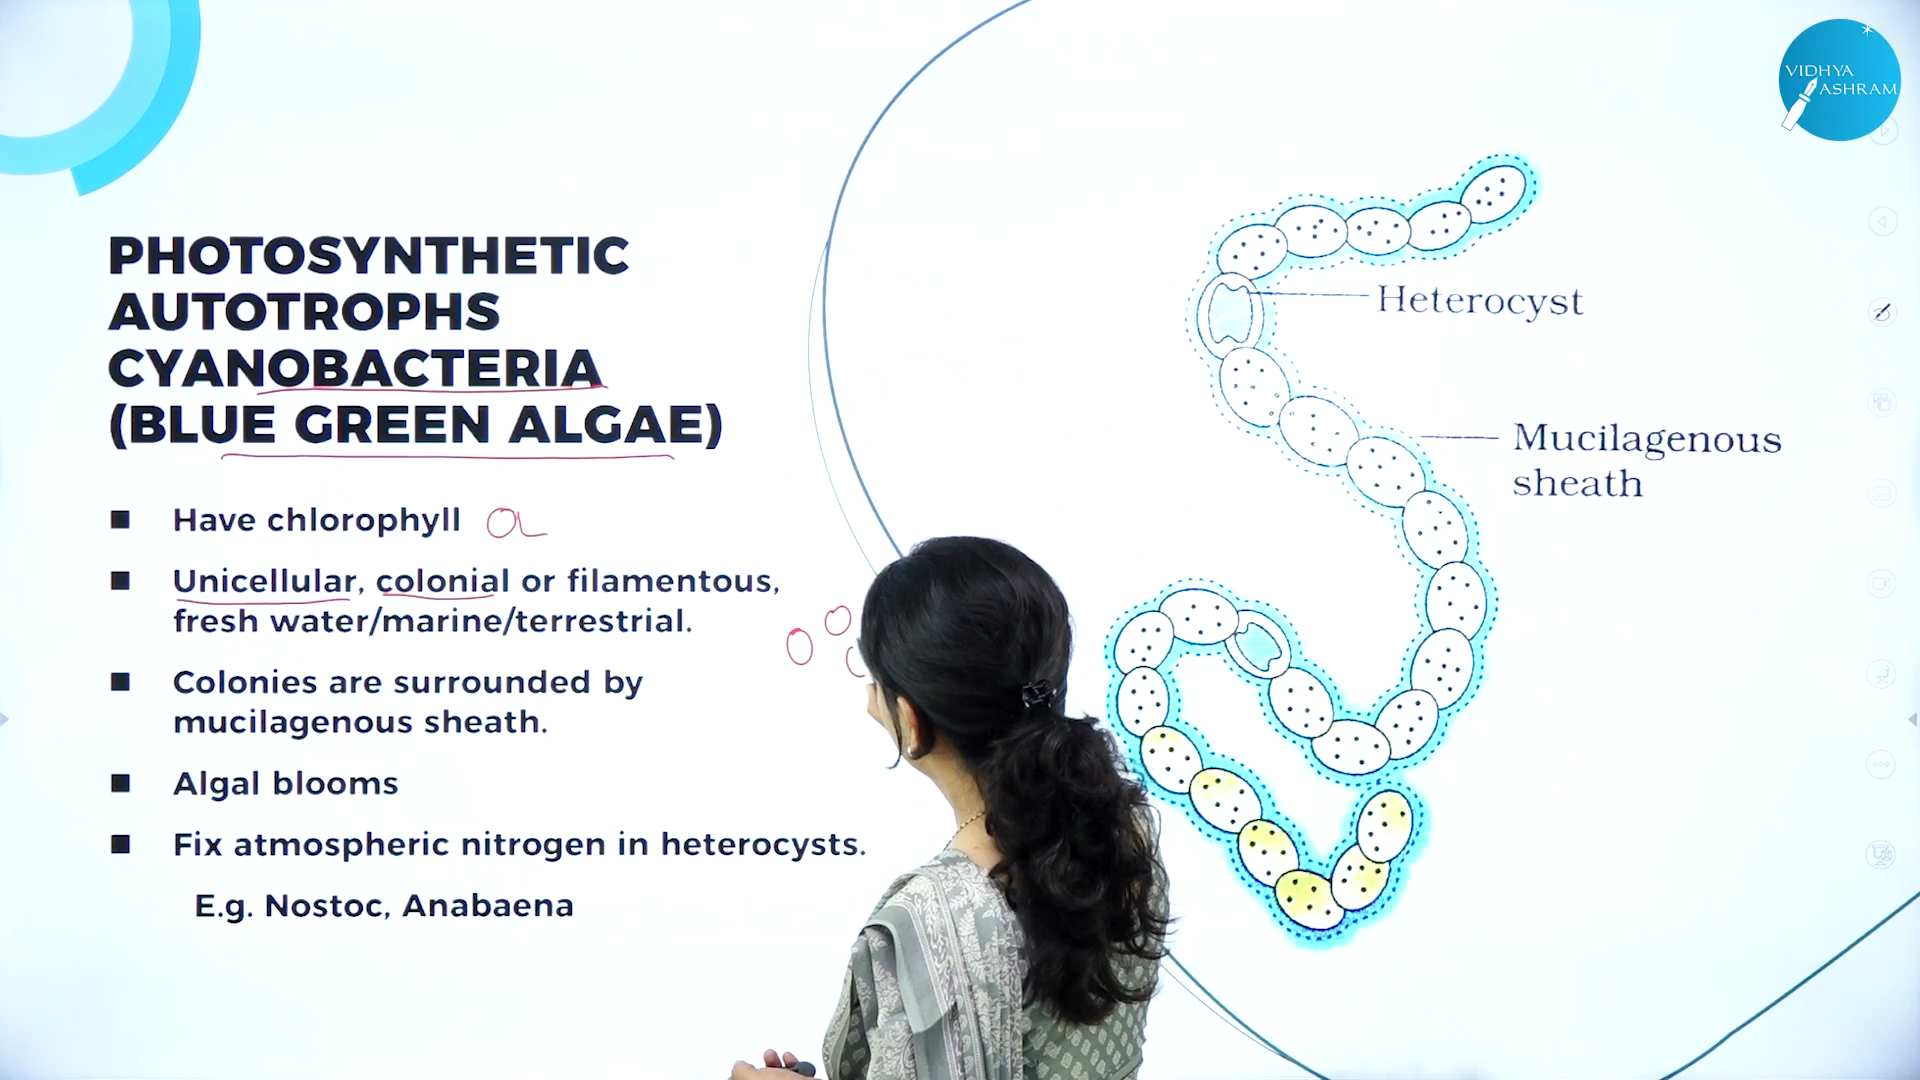 VIDHYA
ASHRAM
PHOTOSYNTHETIC
AUTOTROPHS
CYANOBACTERIA
(BLUE GREEN ALGAE)
■ Have chlorophyll a
■ Unicellular, colonial or filamentous,
fresh water/marine/terrestrial.
■ Colonies are surrounded by
mucilagenous sheath.
■ Algal blooms
■ Fix atmospheric nitrogen in heterocysts.
E.g. Nostoc, Anabaena
Heterocyst
Mucilagenous
sheath